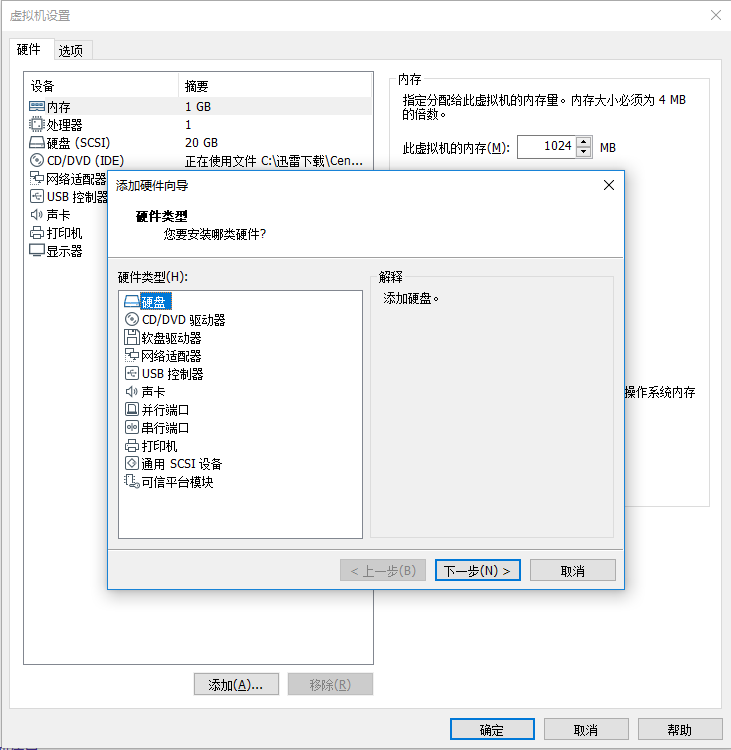 虚拟机设置
硬件 选项
设备 摘要
内存 1 GB
处理器 1
硬盘 (SCSI) 20 GB
CD/DVD (IDE) 正在使用文件 C:\迅雷下载\Cen...
网络适配器
USB 控制器
声卡
打印机
显示器
内存
指定分配给此虚拟机的内存量。内存大小必须为 4 MB
的倍数。
此虚拟机的内存(M): 1024 MB
操作系统内存
添加硬件向导
硬件类型
您要安装哪类硬件?
硬件类型(H):
硬盘
CD/DVD 驱动器
软盘驱动器
网络适配器
USB 控制器
声卡
并行端口
串行端口
打印机
通用 SCSI 设备
可信平台模块
解释
添加硬盘。
< 上一步(B) 下一步(N) > 取消
添加(A)... 移除(R)
确定 取消 帮助